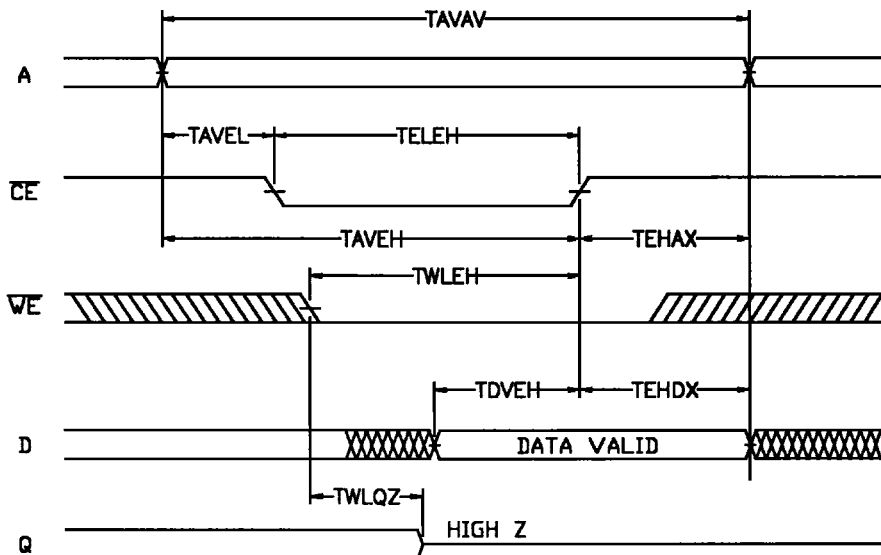 TAVAV
A
TAVEL TELEH
CE
TAVEH TEHAX
TWLEH
WE
TDVEH TEHDX
D DATA VALID
TWLQZ
HIGH Z
Q